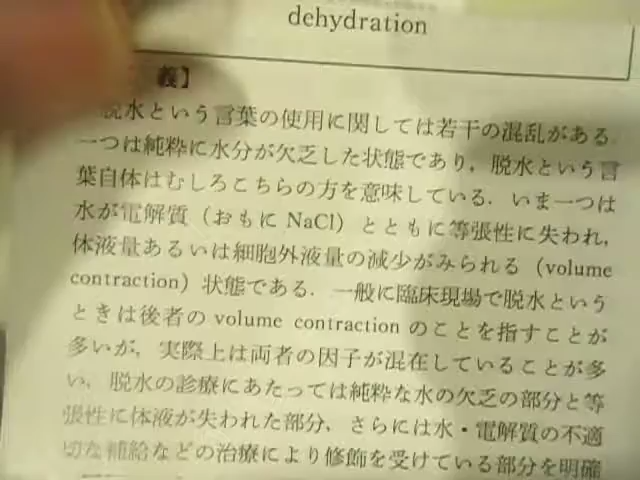 dehydration
義】
脱水という言葉の使用に関しては若干の混乱がある.
一つは純粋に水分が欠乏した状態であり，脱水という言
葉自体はむしろこちらの方を意味している．いま一つは
水が電解質（おもに NaCl）とともに等張性に失われ，
体液量あるいは細胞外液量の減少がみられる（volume
contraction）状態である．一般に臨床現場で脱水という
ときは後者の volume contraction のことを指すことが
多いが，実際上は両者の因子が混在していることが多
い．脱水の診療にあたっては純粋な水の欠乏の部分と等
張性に体液が失われた部分，さらには水・電解質の不適
切な補給などの治療により修飾を受けている部分を明確